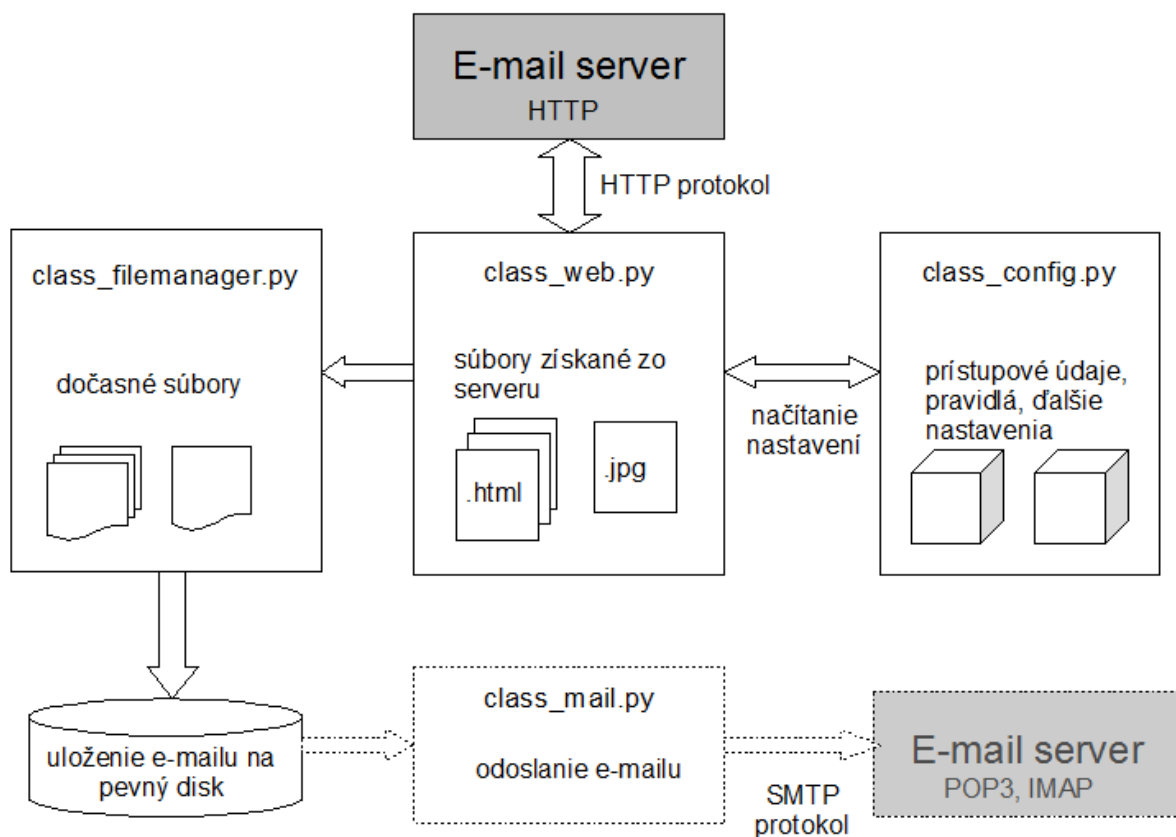 E-mail server
HTTP
HTTP protokol
class_filemanager.py
dočasné súbory
class_web.py
súbory získané zo
serveru
.html
.jpg
načítanie
nastavení
class_config.py
prístupové údaje,
pravidlá, ďalšie
nastavenia
uloženie e-mailu na
pevný disk
class_mail.py
odoslanie e-mailu
SMTP
protokol
E-mail server
POP3, IMAP